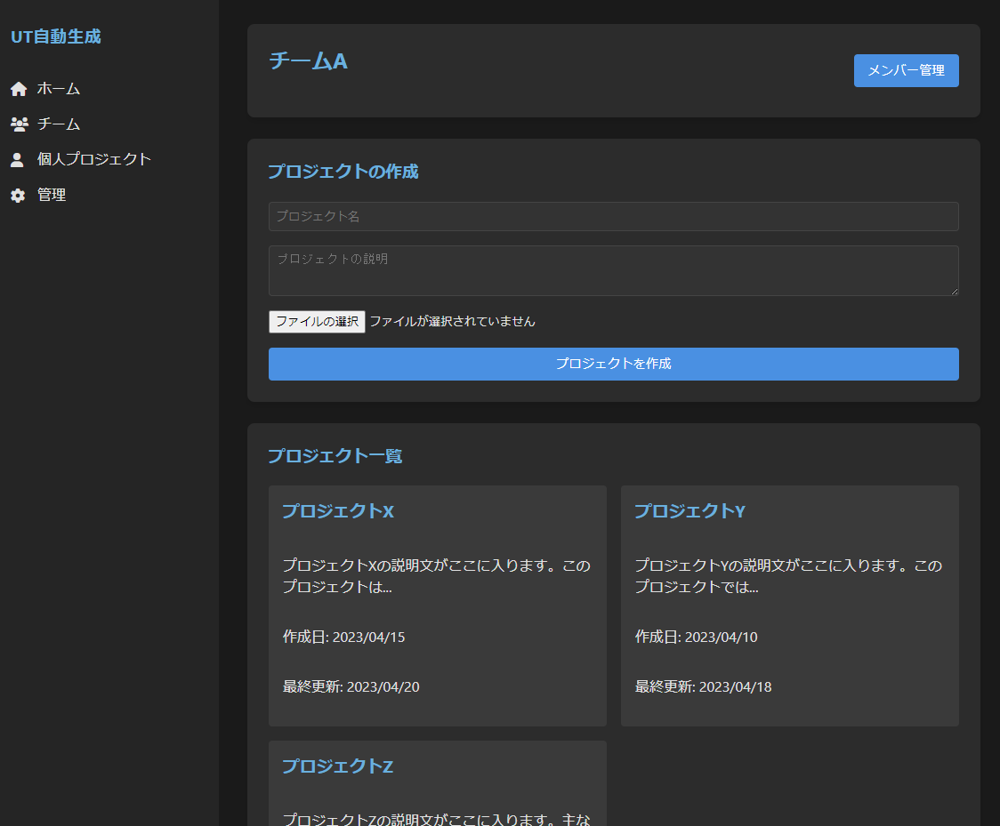 UT自動生成
ホーム
チーム
個人プロジェクト
管理
チームA
メンバー管理
プロジェクトの作成
プロジェクト名
プロジェクトの説明
ファイルの選択 ファイルが選択されていません
プロジェクトを作成
プロジェクト一覧
プロジェクトX
プロジェクトXの説明文がここに入ります。この
プロジェクトは...
作成日: 2023/04/15
最終更新: 2023/04/20
プロジェクトY
プロジェクトYの説明文がここに入ります。この
プロジェクトでは...
作成日: 2023/04/10
最終更新: 2023/04/18
プロジェクトZ
プロジェクトZの説明文がここに入ります。主な